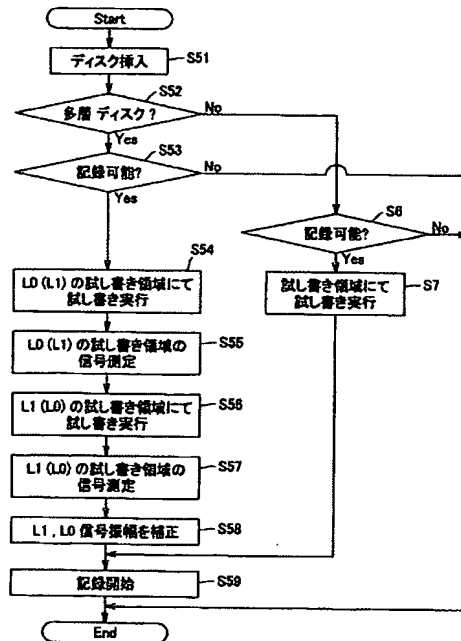 Start
ディスク挿入
S51
多層 ディスク?
S52
No
Yes
記録可能?
S53
No
Yes
記録可能?
S6
No
Yes
L0 (L1) の試し書き領域にて
試し書き実行
S54
試し書き領域にて
試し書き実行
S7
L0 (L1) の試し書き領域の
信号測定
S55
L1 (L0) の試し書き領域にて
試し書き実行
S56
L1 (L0) の試し書き領域の
信号測定
S57
L1 , L0 信号振幅を補正
S58
記録開始
S59
End